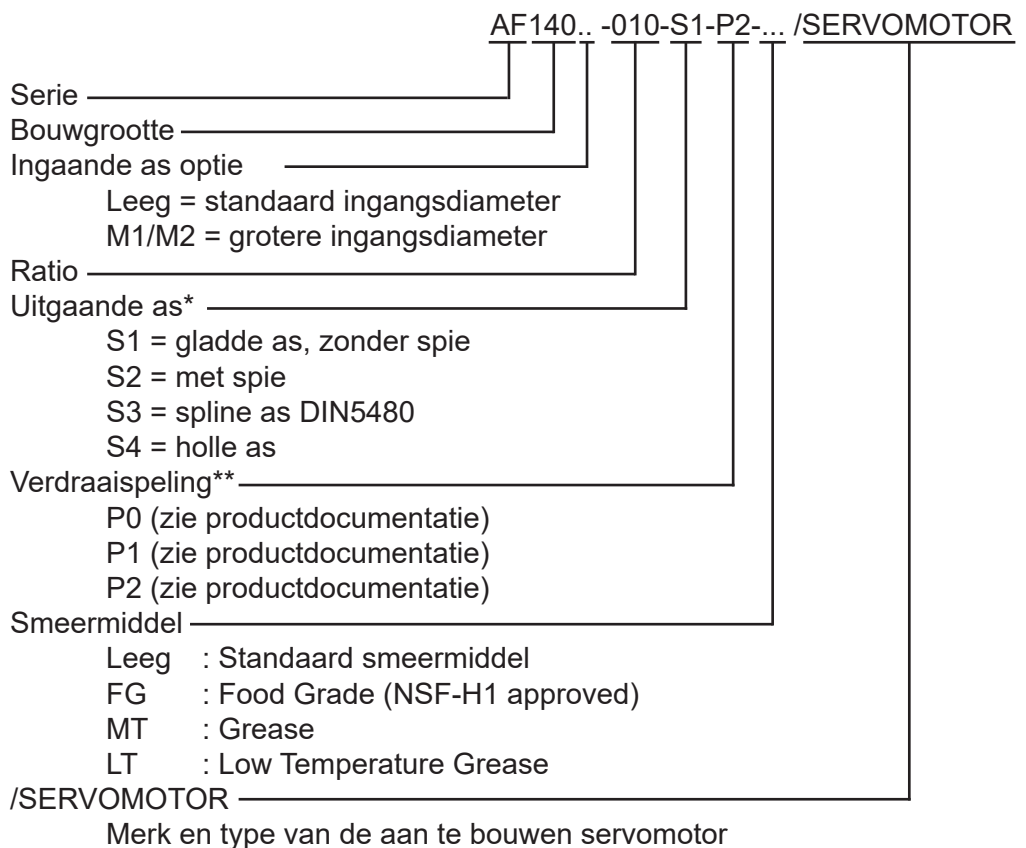 AF140.. -010-S1-P2-... /SERVOMOTOR
Serie
Bouwgrootte
Ingaande as optie
Leeg = standaard ingangsdiameter
M1/M2 = grotere ingangsdiameter
Ratio
Uitgaande as*
S1 = gladde as, zonder spie
S2 = met spie
S3 = spline as DIN5480
S4 = holle as
Verdraaispeling**
P0 (zie productdocumentatie)
P1 (zie productdocumentatie)
P2 (zie productdocumentatie)
Smeermiddel
Leeg : Standaard smeermiddel
FG : Food Grade (NSF-H1 approved)
MT : Grease
LT : Low Temperature Grease
/SERVOMOTOR
Merk en type van de aan te bouwen servomotor